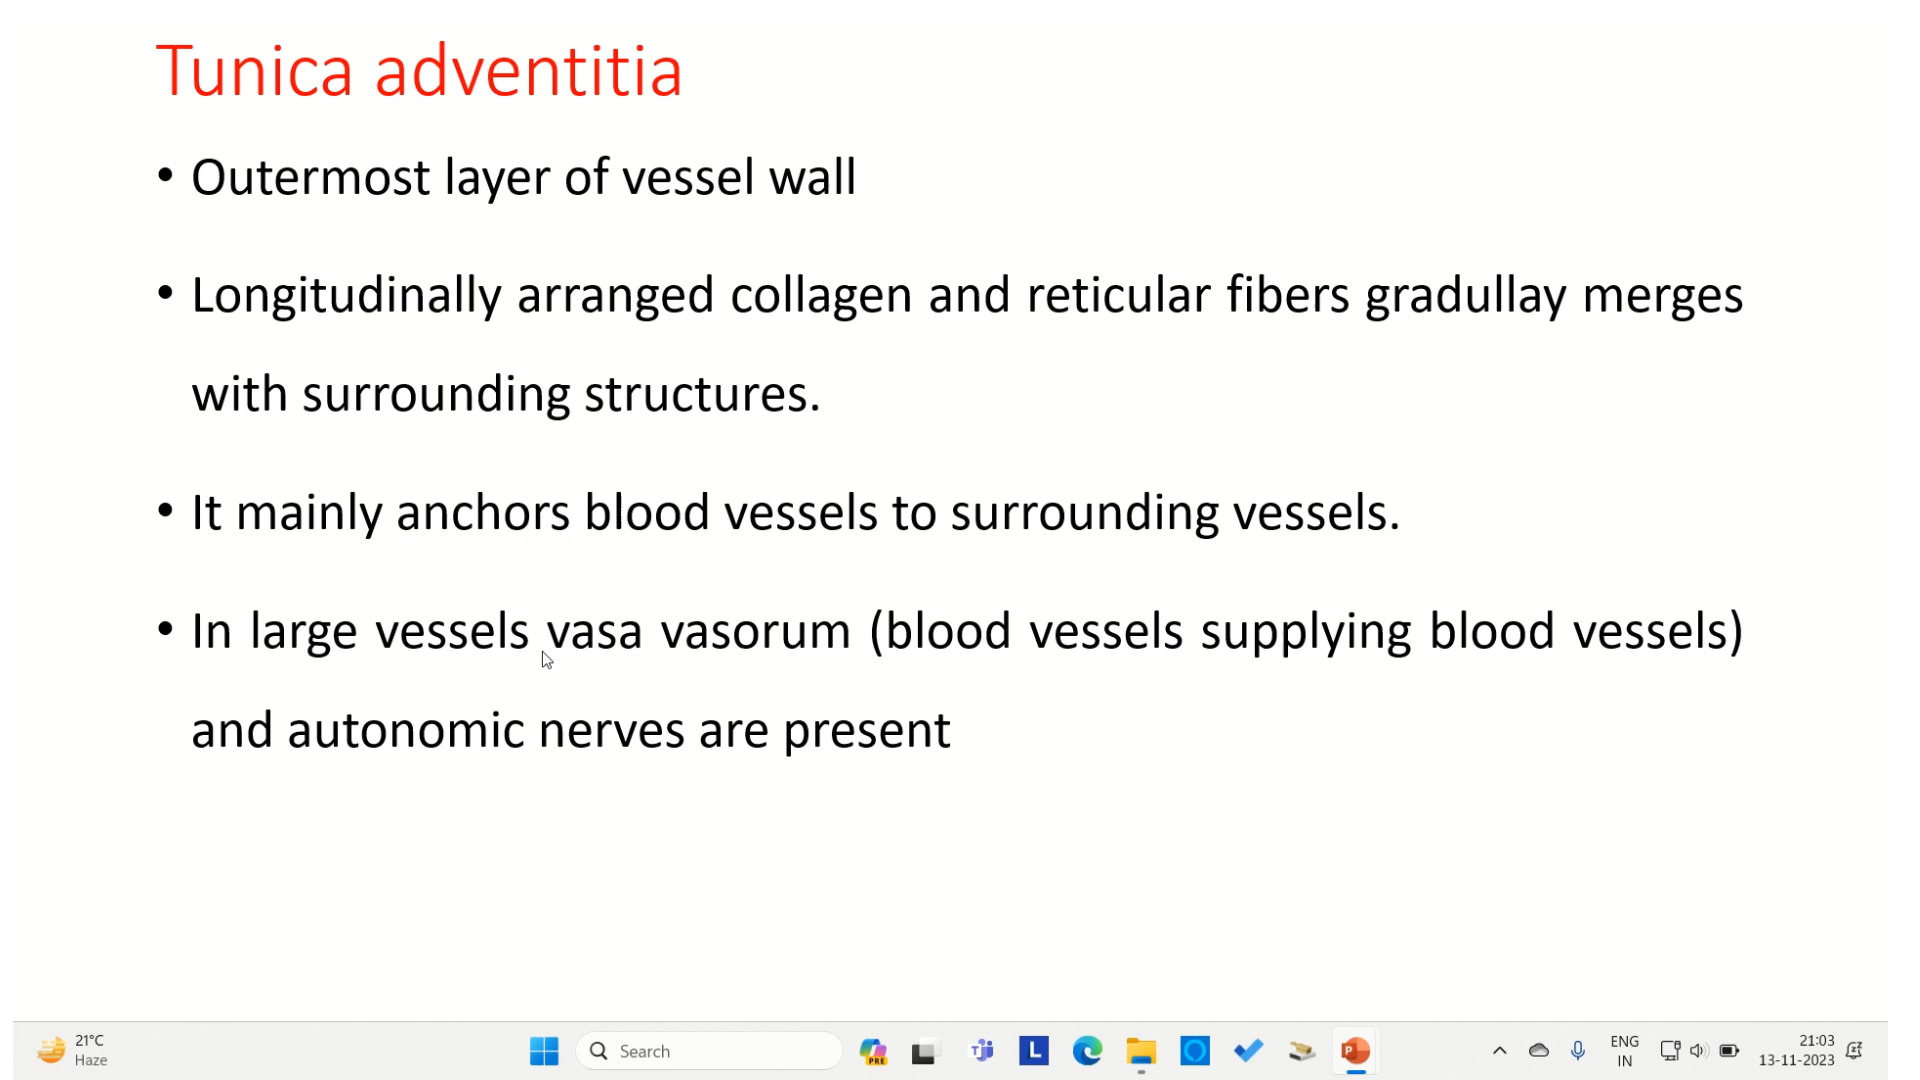 Tunica adventitia
• Outermost layer of vessel wall
• Longitudinally arranged collagen and reticular fibers gradullay merges
with surrounding structures.
• It mainly anchors blood vessels to surrounding vessels.
• In large vessels vasa vasorum (blood vessels supplying blood vessels)
and autonomic nerves are present
21°C
Haze
Search
PRE
L
P
ENG
IN
21:03
13-11-2023